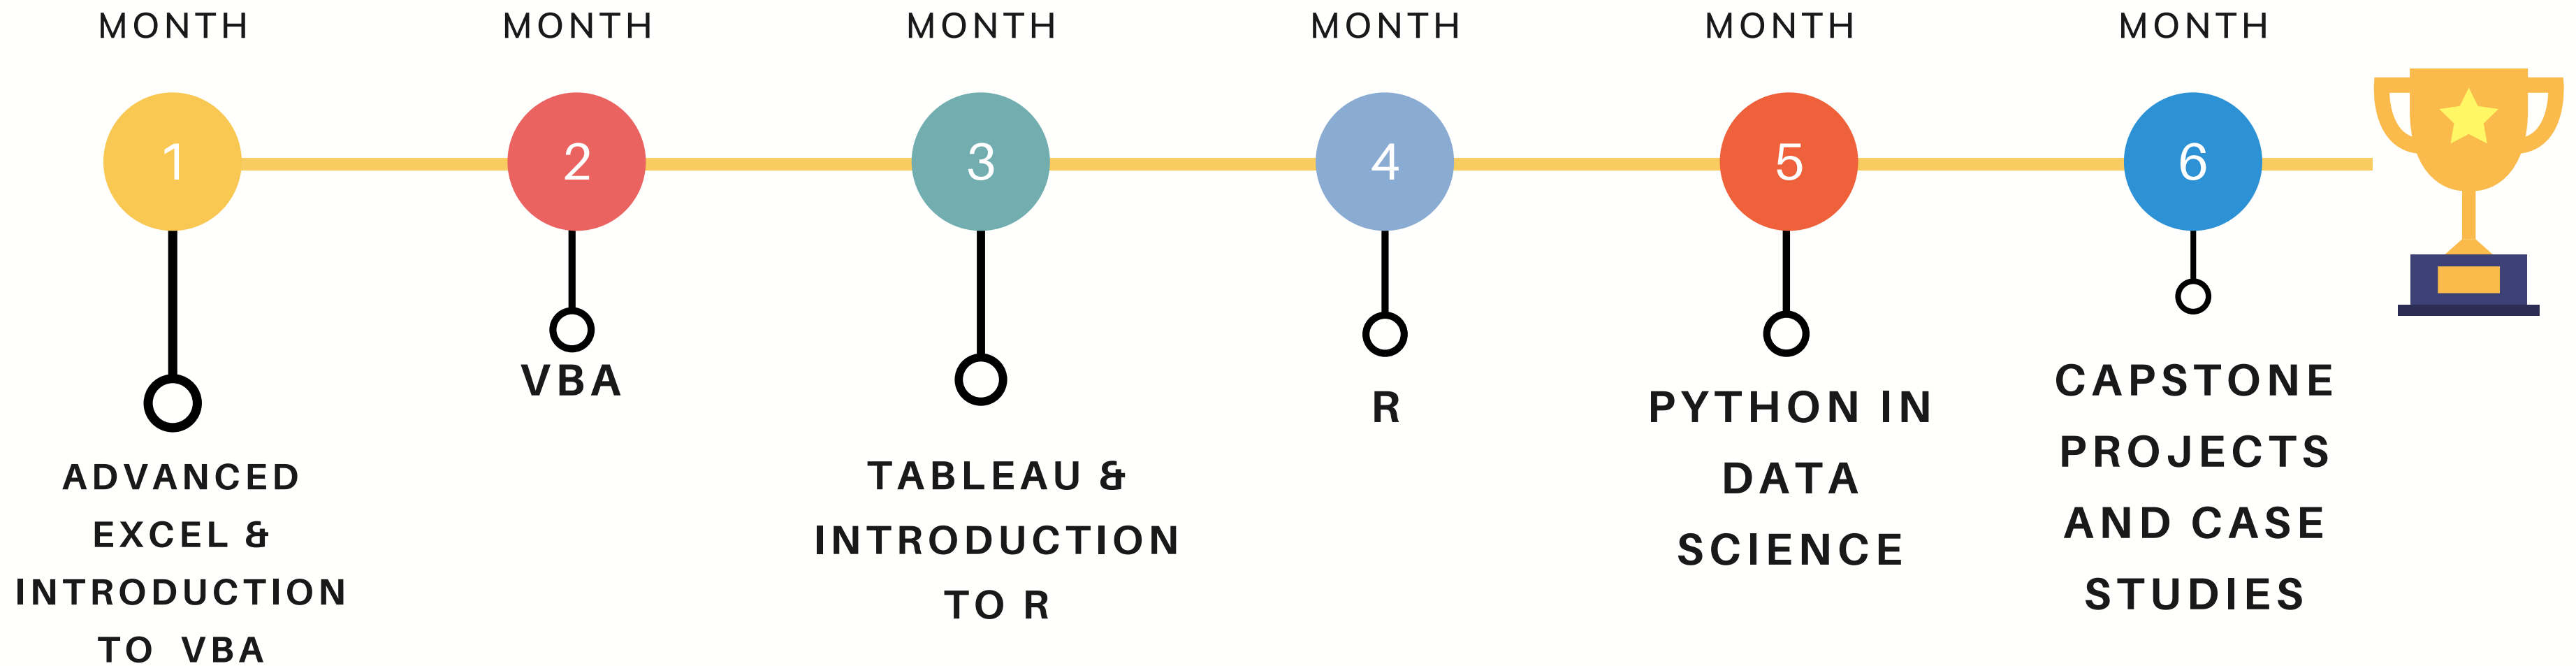 MONTH
1
ADVANCED
EXCEL &
INTRODUCTION
TO VBA
MONTH
2
VBA
MONTH
3
TABLEAU &
INTRODUCTION
TO R
MONTH
4
R
MONTH
5
PYTHON IN
DATA
SCIENCE
MONTH
6
CAPSTONE
PROJECTS
AND CASE
STUDIES